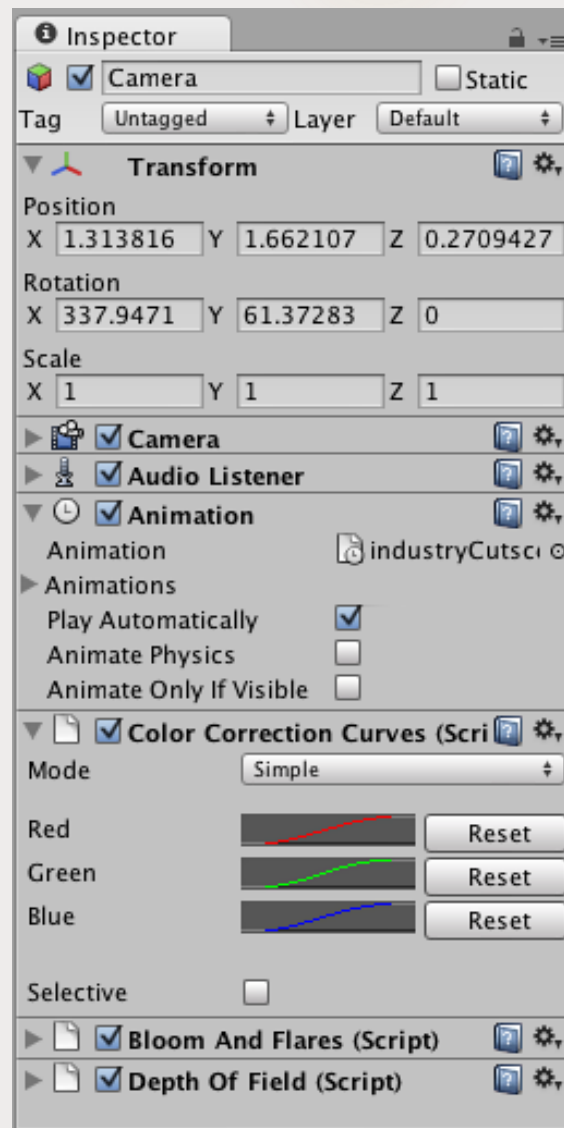 Inspector
Camera Static
Tag Untagged Layer Default
Transform
Position
X 1.313816 Y 1.662107 Z 0.2709427
Rotation
X 337.9471 Y 61.37283 Z 0
Scale
X 1 Y 1 Z 1
Camera
Audio Listener
Animation
Animation industryCutsc
Animations
Play Automatically
Animate Physics
Animate Only If Visible
Color Correction Curves (Scri
Mode Simple
Red Reset
Green Reset
Blue Reset
Selective
Bloom And Flares (Script)
Depth Of Field (Script)